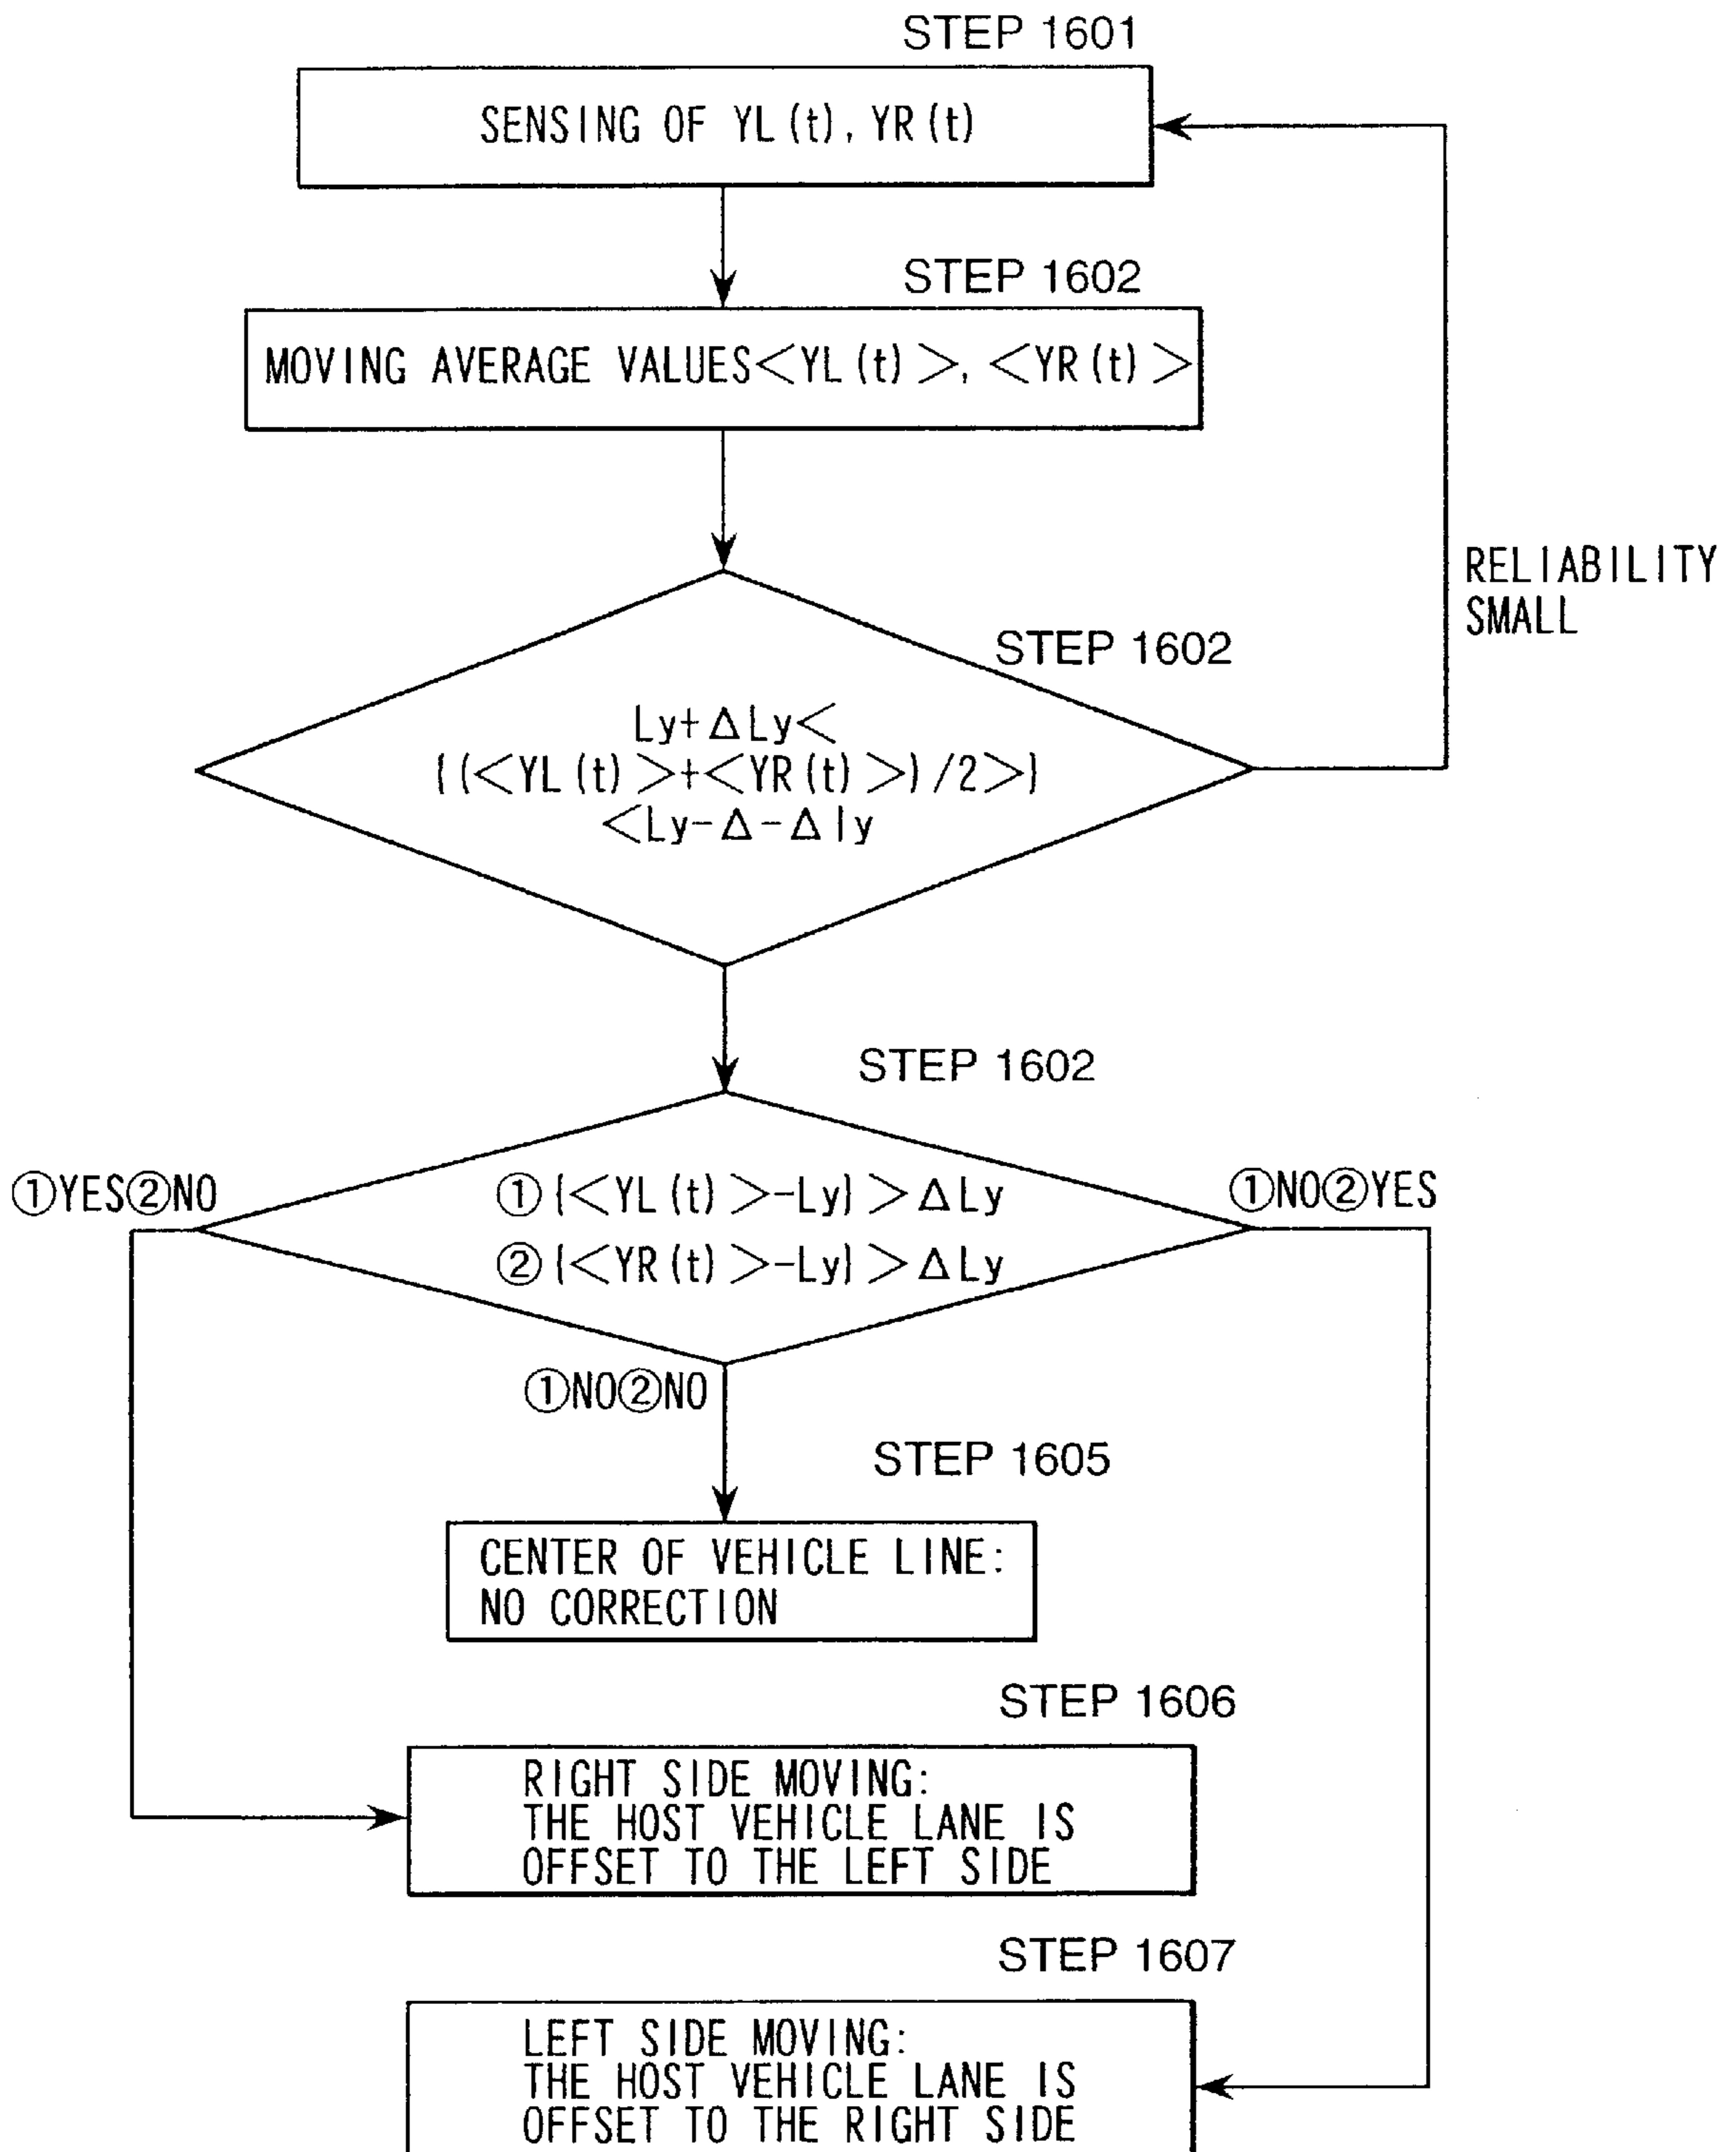 STEP 1601
SENSING OF YL(t), YR(t)
STEP 1602
MOVING AVERAGE VALUES<YL(t)>, <YR(t)>
RELIABILITY
SMALL
STEP 1602
Ly+ΔLy<
{(<YL(t)>+<YR(t)>)/2>}
<Ly-Δ-Δly
STEP 1602
①YES②NO
①{<YL(t)>-Ly}>ΔLy
①NO②YES
②{<YR(t)>-Ly}>ΔLy
①NO②NO
STEP 1605
CENTER OF VEHICLE LINE:
NO CORRECTION
STEP 1606
RIGHT SIDE MOVING:
THE HOST VEHICLE LANE IS
OFFSET TO THE LEFT SIDE
STEP 1607
LEFT SIDE MOVING:
THE HOST VEHICLE LANE IS
OFFSET TO THE RIGHT SIDE